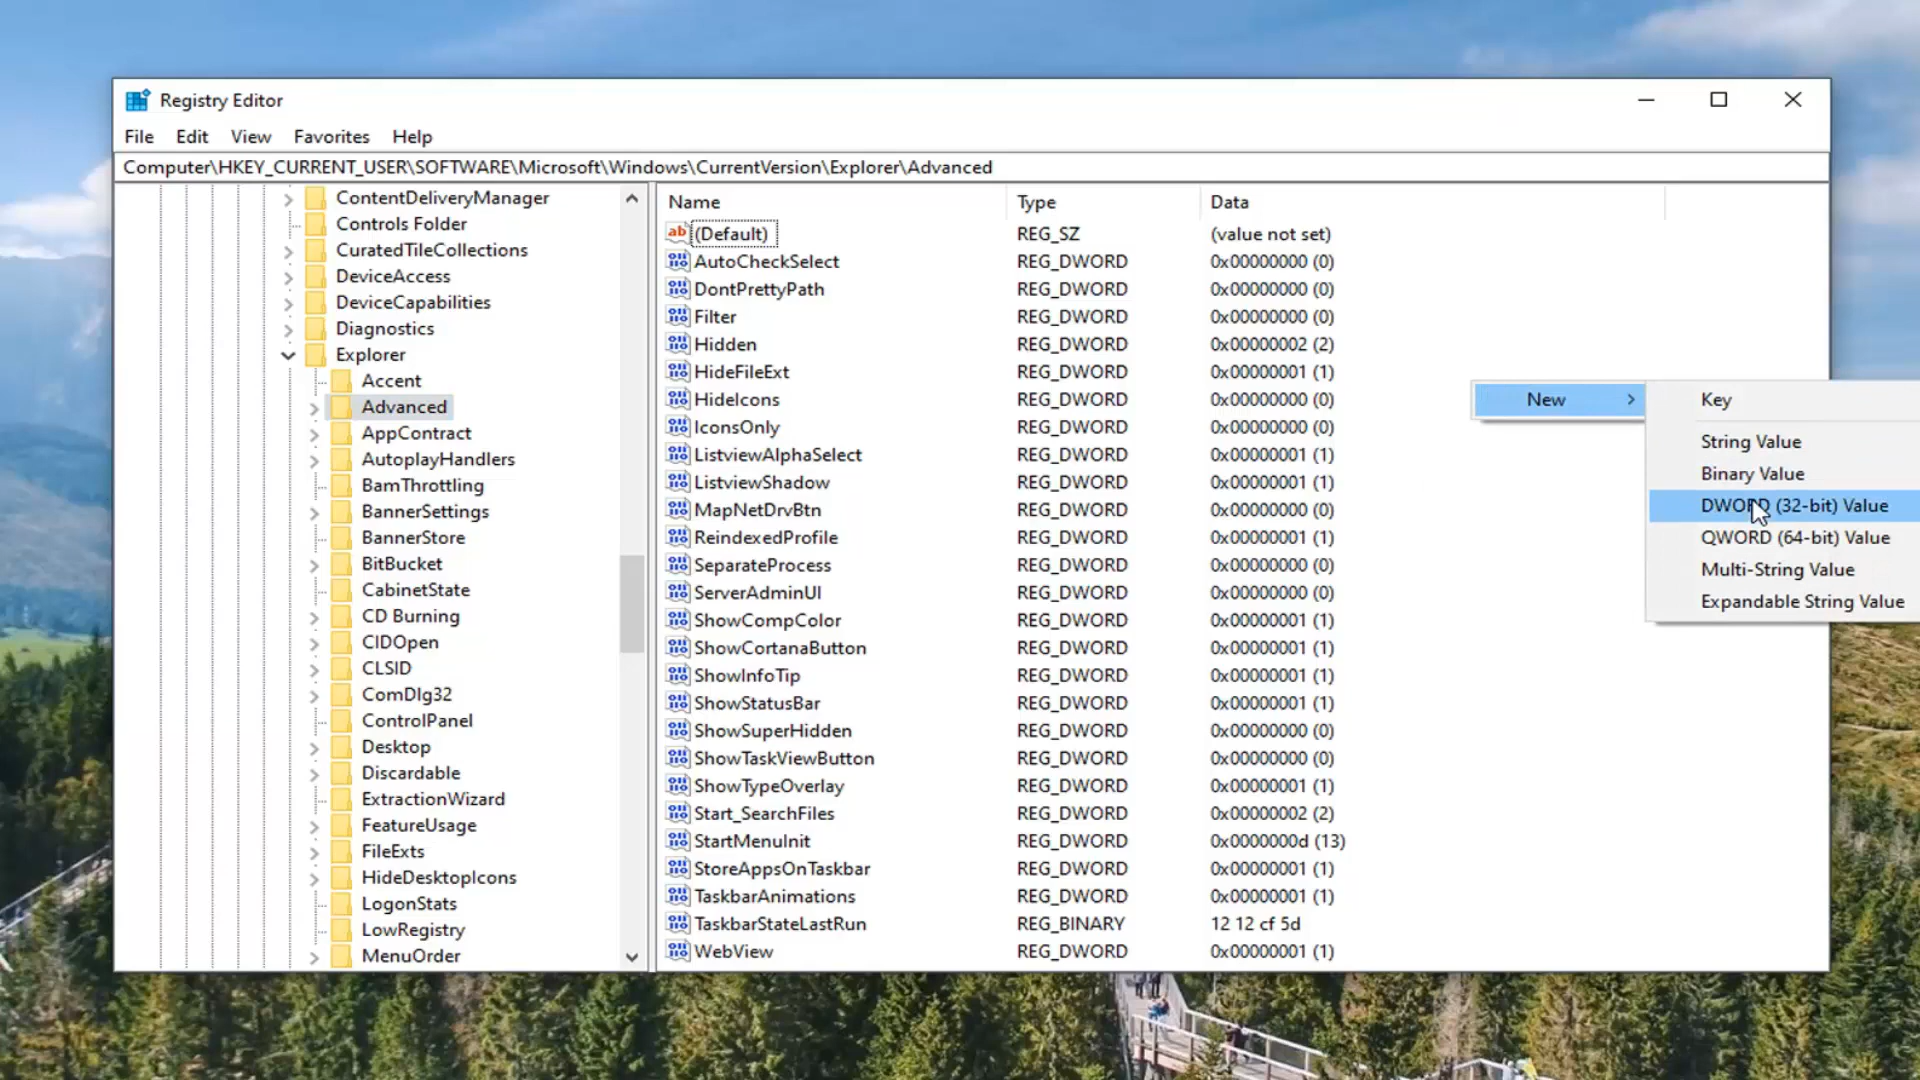 Registry Editor
File Edit View Favorites Help
Computer\HKEY_CURRENT_USER\SOFTWARE\Microsoft\Windows\CurrentVersion\Explorer\Advanced
ContentDeliveryManager
Controls Folder
CuratedTileCollections
DeviceAccess
DeviceCapabilities
Diagnostics
Explorer
Accent
Advanced
AppContract
AutoplayHandlers
BamThrottling
BannerSettings
BannerStore
BitBucket
CabinetState
CD Burning
CIDOpen
CLSID
ComDlg32
ControlPanel
Desktop
Discardable
ExtractionWizard
FeatureUsage
FileExts
HideDesktopIcons
LogonStats
LowRegistry
MenuOrder
Name Type Data
(Default) REG_SZ (value not set)
AutoCheckSelect REG_DWORD 0x00000000 (0)
DontPrettyPath REG_DWORD 0x00000000 (0)
Filter REG_DWORD 0x00000000 (0)
Hidden REG_DWORD 0x00000002 (2)
HideFileExt REG_DWORD 0x00000001 (1)
HideIcons REG_DWORD 0x00000000 (0)
IconsOnly REG_DWORD 0x00000000 (0)
ListviewAlphaSelect REG_DWORD 0x00000001 (1)
ListviewShadow REG_DWORD 0x00000001 (1)
MapNetDrvBtn REG_DWORD 0x00000000 (0)
ReindexedProfile REG_DWORD 0x00000001 (1)
SeparateProcess REG_DWORD 0x00000000 (0)
ServerAdminUI REG_DWORD 0x00000000 (0)
ShowCompColor REG_DWORD 0x00000001 (1)
ShowCortanaButton REG_DWORD 0x00000001 (1)
ShowInfoTip REG_DWORD 0x00000001 (1)
ShowStatusBar REG_DWORD 0x00000001 (1)
ShowSuperHidden REG_DWORD 0x00000000 (0)
ShowTaskViewButton REG_DWORD 0x00000000 (0)
ShowTypeOverlay REG_DWORD 0x00000001 (1)
Start_SearchFiles REG_DWORD 0x00000002 (2)
StartMenuInit REG_DWORD 0x0000000d (13)
StoreAppsOnTaskbar REG_DWORD 0x00000001 (1)
TaskbarAnimations REG_DWORD 0x00000001 (1)
TaskbarStateLastRun REG_BINARY 12 12 cf 5d
WebView REG_DWORD 0x00000001 (1)
New
Key
String Value
Binary Value
DWORD (32-bit) Value
QWORD (64-bit) Value
Multi-String Value
Expandable String Value